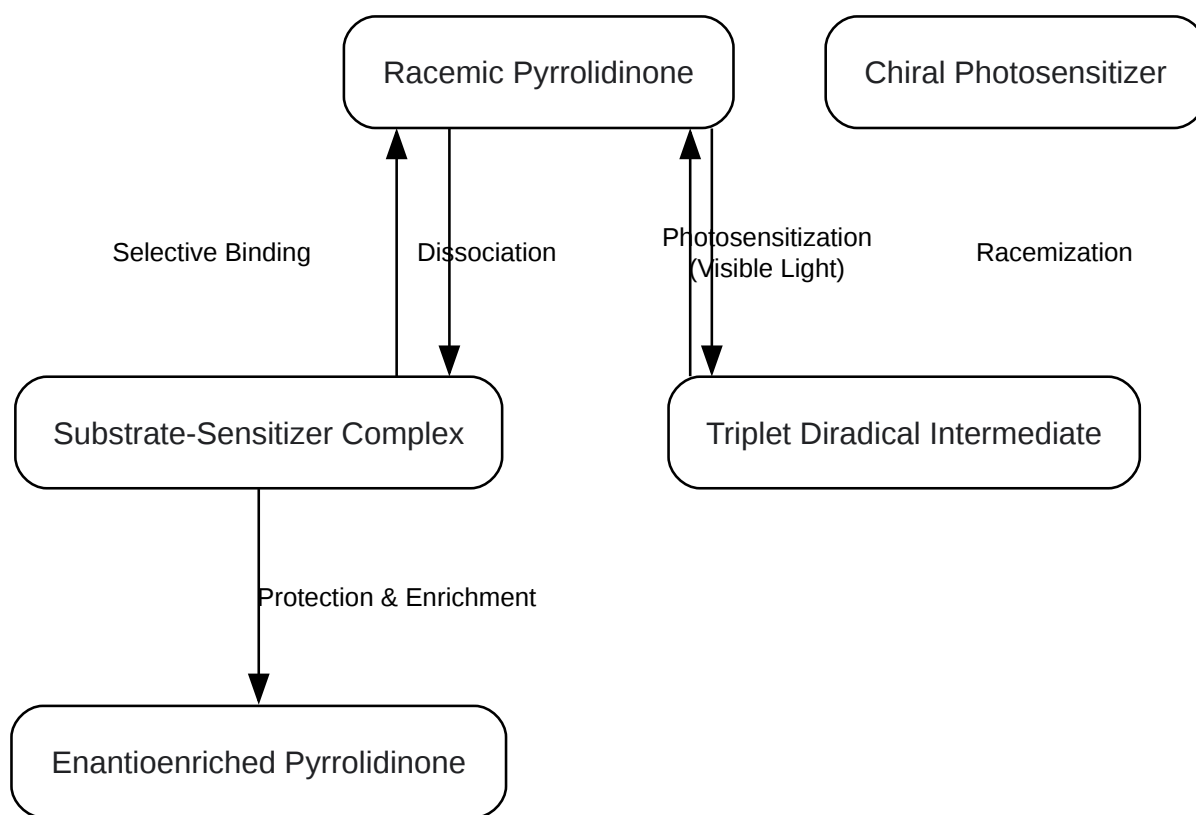 Racemic Pyrrolidinone
Chiral Photosensitizer
Selective Binding
Dissociation
Photosensitization
(Visible Light)
Racemization
Substrate-Sensitizer Complex
Triplet Diradical Intermediate
Protection & Enrichment
Enantioenriched Pyrrolidinone